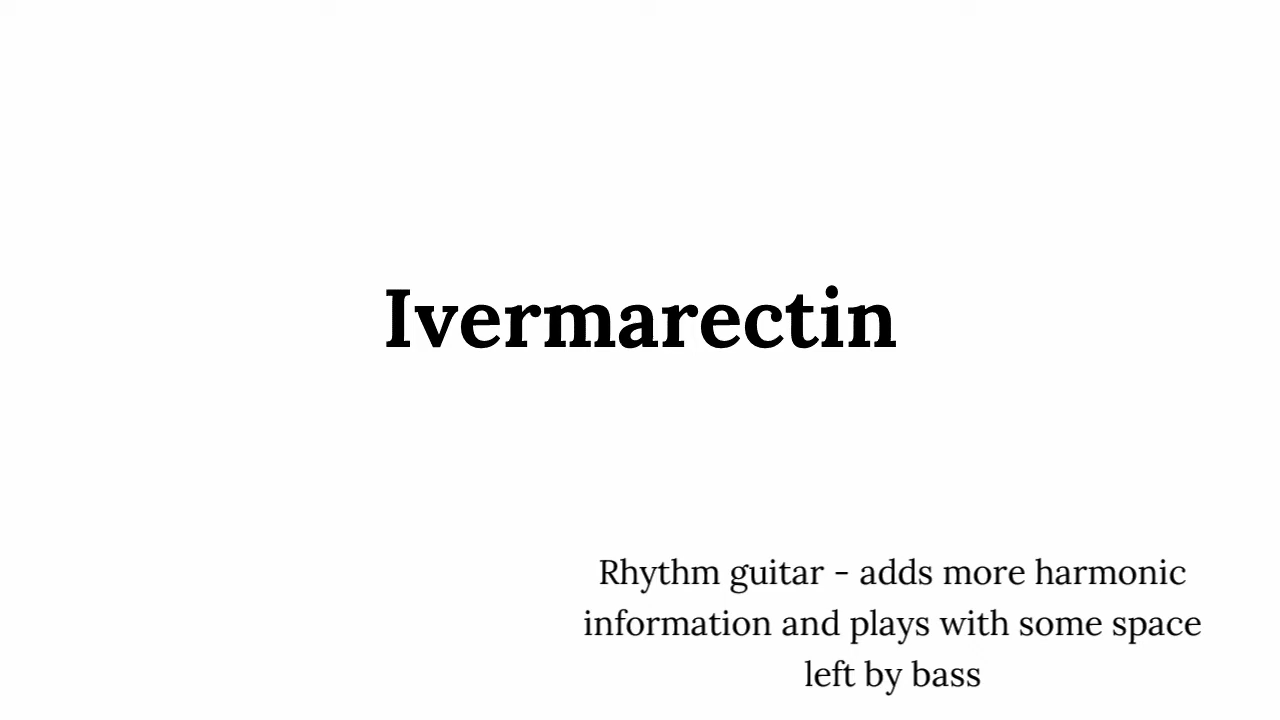 Ivermarectin
Rhythm guitar - adds more harmonic
information and plays with some space
left by bass